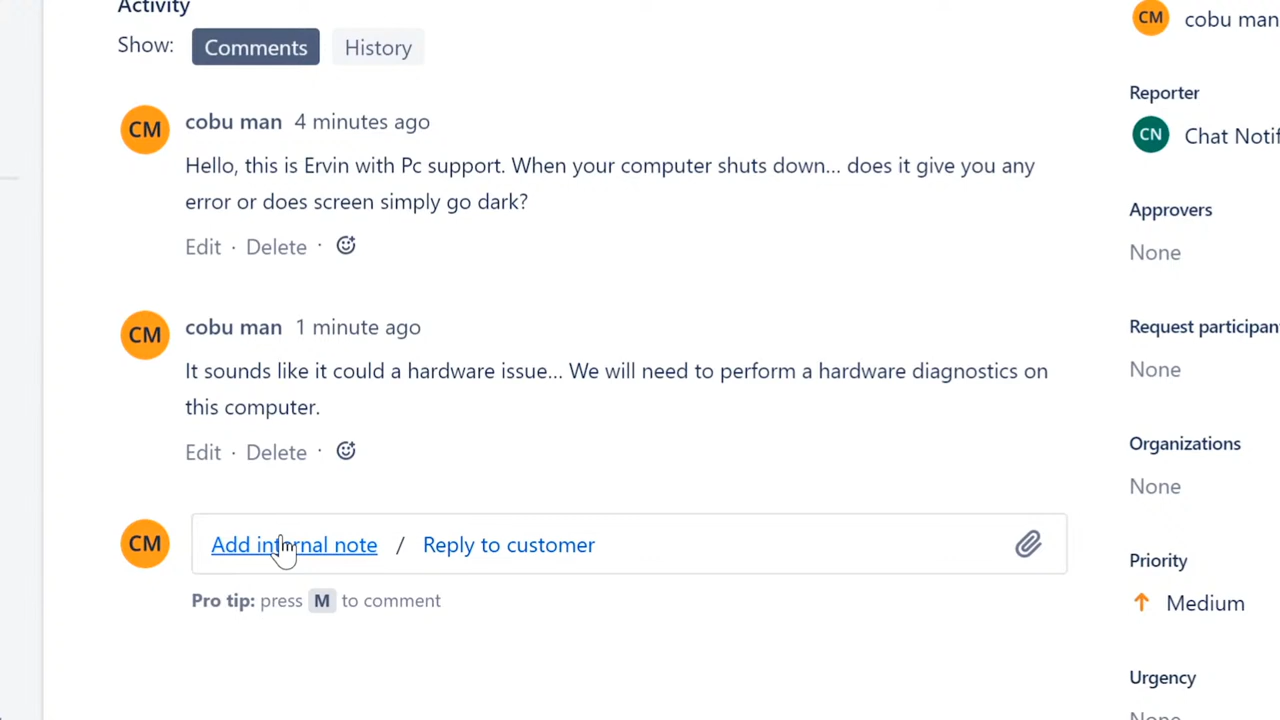 Activity
Show: Comments History
CM cobu man 4 minutes ago
Hello, this is Ervin with Pc support. When your computer shuts down... does it give you any
error or does screen simply go dark?
Edit · Delete ·
CM cobu man 1 minute ago
It sounds like it could a hardware issue... We will need to perform a hardware diagnostics on
this computer.
Edit · Delete ·
CM Add internal note / Reply to customer
Pro tip: press M to comment
CM cobu man
Reporter
CN Chat Notif
Approvers
None
Request participan
None
Organizations
None
Priority
Medium
Urgency
None